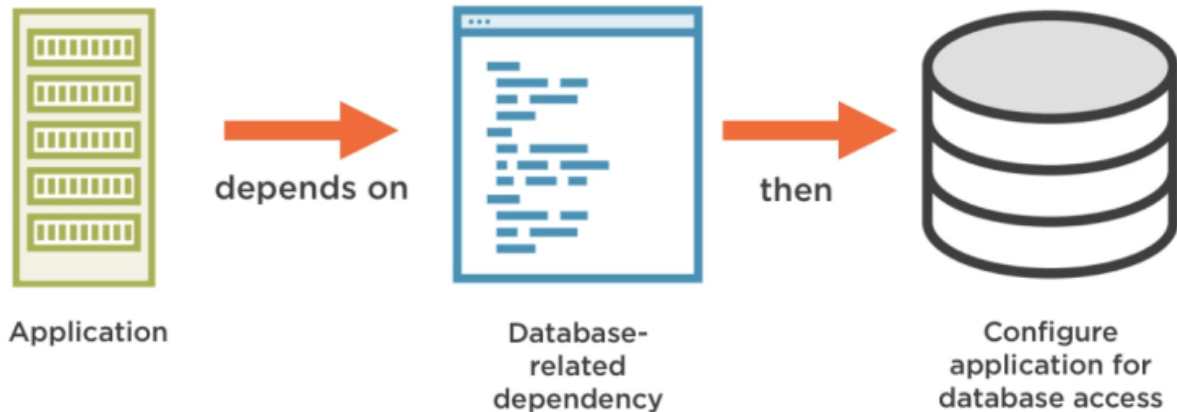 depends on
then
Application
Database-
related
dependency
Configure
application for
database access